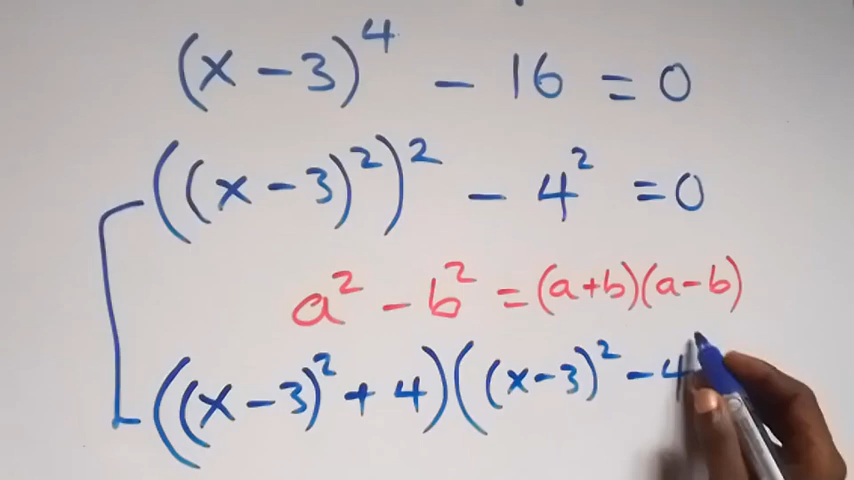 (x - 3)⁴ - 16 = 0
((x - 3)²)² - 4² = 0
a² - b² = (a+b)(a-b)
((x - 3)² + 4)((x - 3)² - 4